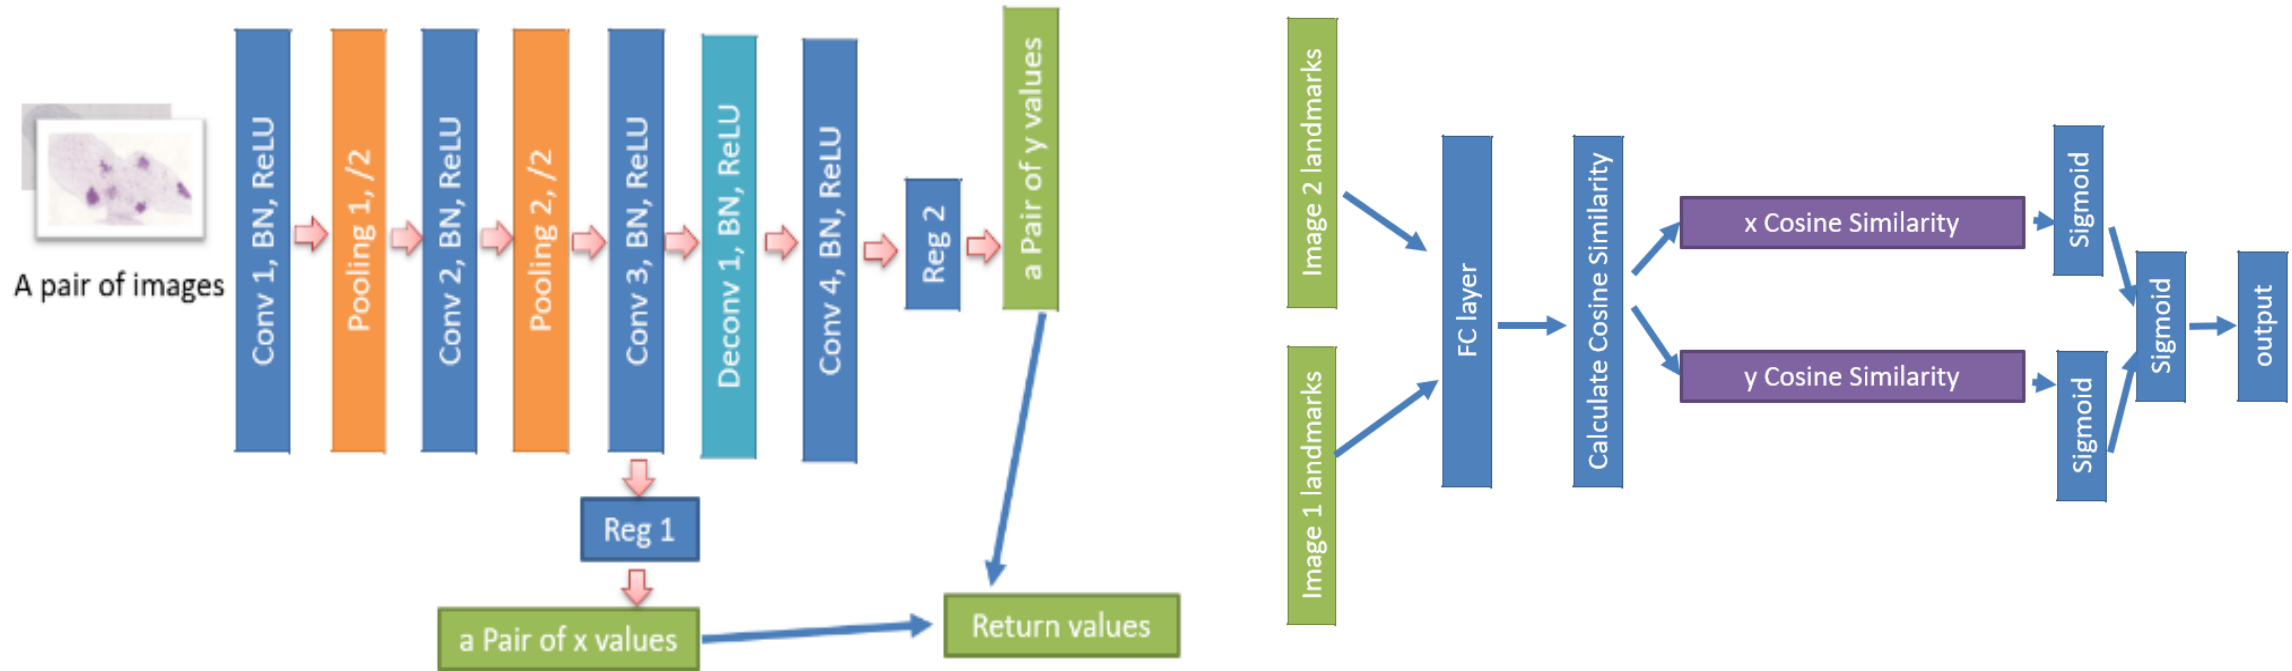 A pair of images
Conv 1, BN, ReLU
Pooling 1, /2
Conv 2, BN, ReLU
Pooling 2, /2
Conv 3, BN, ReLU
Deconv 1, BN, ReLU
Conv 4, BN, ReLU
Reg 2
a Pair of y values
Reg 1
a Pair of x values
Return values
Image 2 landmarks
Image 1 landmarks
FC layer
Calculate Cosine Similarity
x Cosine Similarity
y Cosine Similarity
Sigmoid
Sigmoid
Sigmoid
output